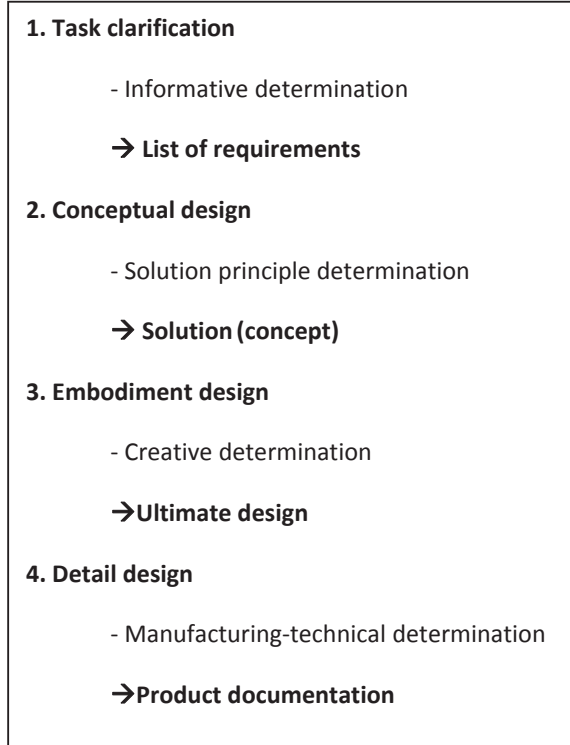 1. Task clarification
- Informative determination
→ List of requirements
2. Conceptual design
- Solution principle determination
→ Solution (concept)
3. Embodiment design
- Creative determination
→Ultimate design
4. Detail design
- Manufacturing-technical determination
→Product documentation